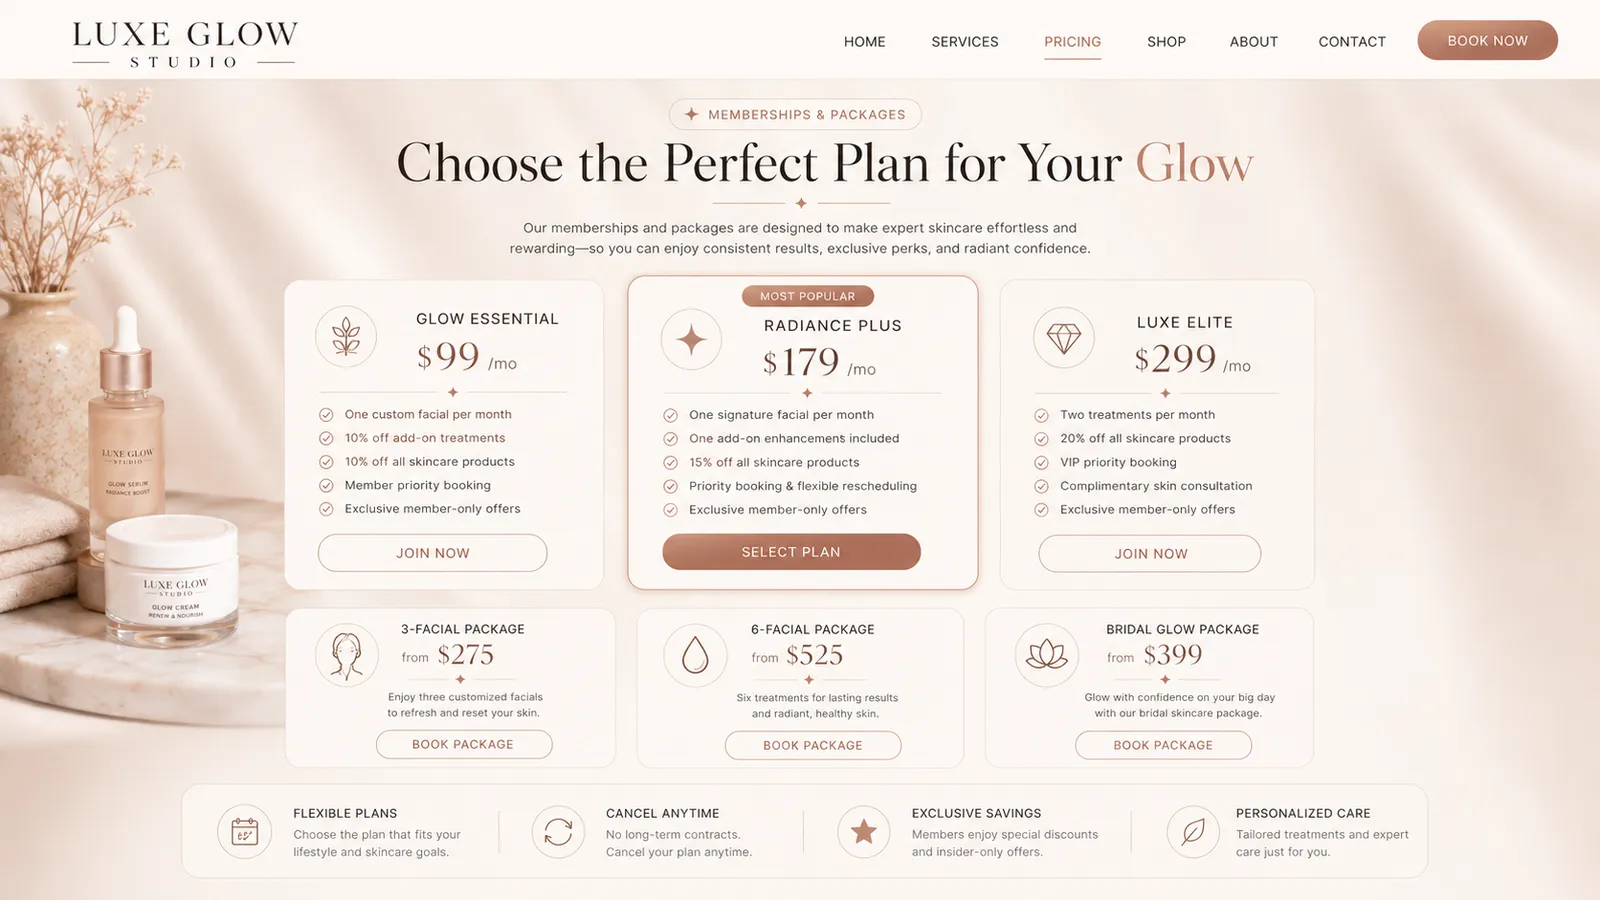 LUXE GLOW
STUDIO
HOME
SERVICES
PRICING
SHOP
ABOUT
CONTACT
BOOK NOW
MEMBERSHIPS & PACKAGES
Choose the Perfect Plan for Your Glow
Our memberships and packages are designed to make expert skincare effortless and
rewarding—so you can enjoy consistent results, exclusive perks, and radiant confidence.
GLOW ESSENTIAL
$99 /mo
One custom facial per month
10% off add-on treatments
10% off all skincare products
Member priority booking
Exclusive member-only offers
JOIN NOW
MOST POPULAR
RADIANCE PLUS
$179 /mo
One signature facial per month
One add-on enhancement included
15% off all skincare products
Priority booking & flexible rescheduling
Exclusive member-only offers
SELECT PLAN
LUXE ELITE
$299 /mo
Two treatments per month
20% off all skincare products
VIP priority booking
Complimentary skin consultation
Exclusive member-only offers
JOIN NOW
LUXE GLOW
STUDIO
GLOW SERUM
RADIANCE BOOST
LUXE GLOW
STUDIO
GLOW CREAM
RENEW & NOURISH
3-FACIAL PACKAGE
from $275
Enjoy three customized facials
to refresh and reset your skin.
BOOK PACKAGE
6-FACIAL PACKAGE
from $525
Six treatments for lasting results
and radiant, healthy skin.
BOOK PACKAGE
BRIDAL GLOW PACKAGE
from $399
Glow with confidence on your big day
with our bridal skincare package.
BOOK PACKAGE
FLEXIBLE PLANS
Choose the plan that fits your
lifestyle and skincare goals.
CANCEL ANYTIME
No long-term contracts.
Cancel your plan anytime.
EXCLUSIVE SAVINGS
Members enjoy special discounts
and insider-only offers.
PERSONALIZED CARE
Tailored treatments and expert
care just for you.